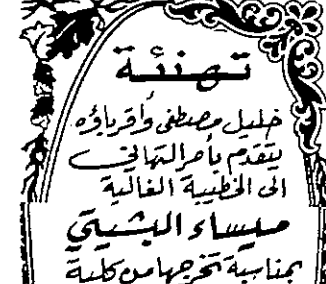 تهنئة
خليل مصطفى وأقرباؤه
يتقدم بأحر التهاني
الى الخطيبة الغالية
ميساء البشيتي
بمناسبة تخرجها من كلية